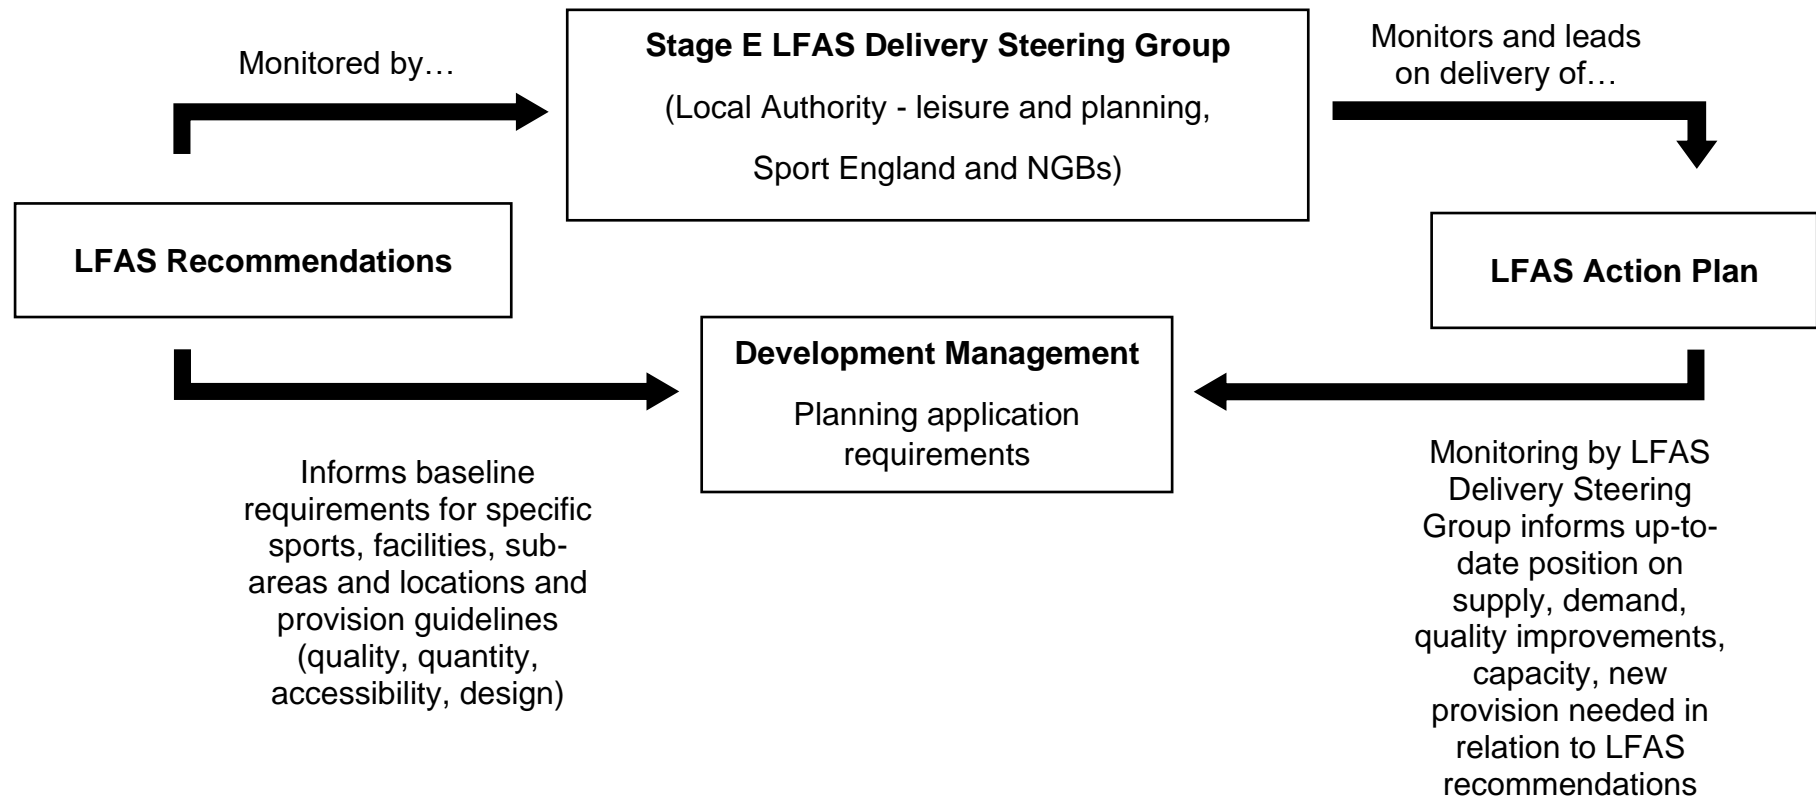 Monitored by…
Stage E LFAS Delivery Steering Group
(Local Authority - leisure and planning,
Sport England and NGBs)
Monitors and leads
on delivery of…
LFAS Recommendations
LFAS Action Plan
Development Management
Planning application
requirements
Informs baseline
requirements for specific
sports, facilities, sub-
areas and locations and
provision guidelines
(quality, quantity,
accessibility, design)
Monitoring by LFAS
Delivery Steering
Group informs up-to-
date position on
supply, demand,
quality improvements,
capacity, new
provision needed in
relation to LFAS
recommendations